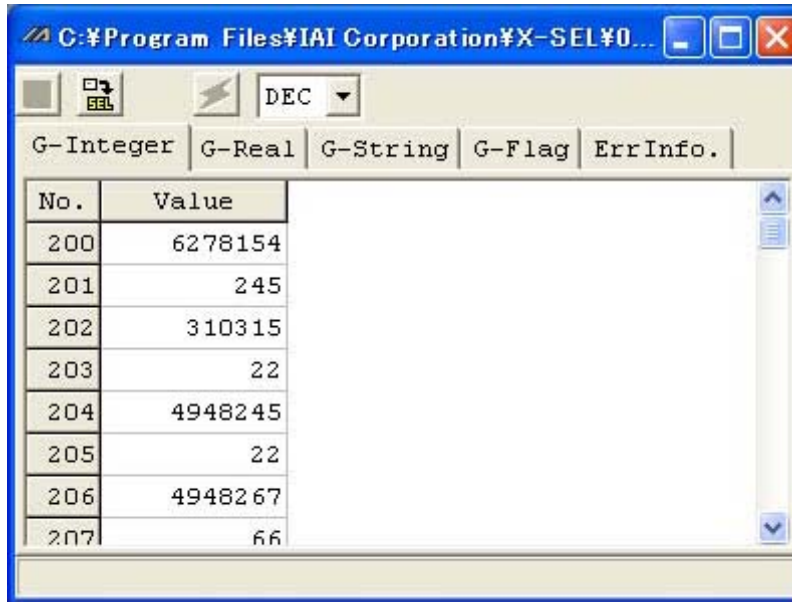 C:¥Program Files¥IAI Corporation¥X-SEL¥0...
SEL DEC
G-Integer G-Real G-String G-Flag ErrInfo.
No. Value
200 6278154
201 245
202 310315
203 22
204 4948245
205 22
206 4948267
207 66